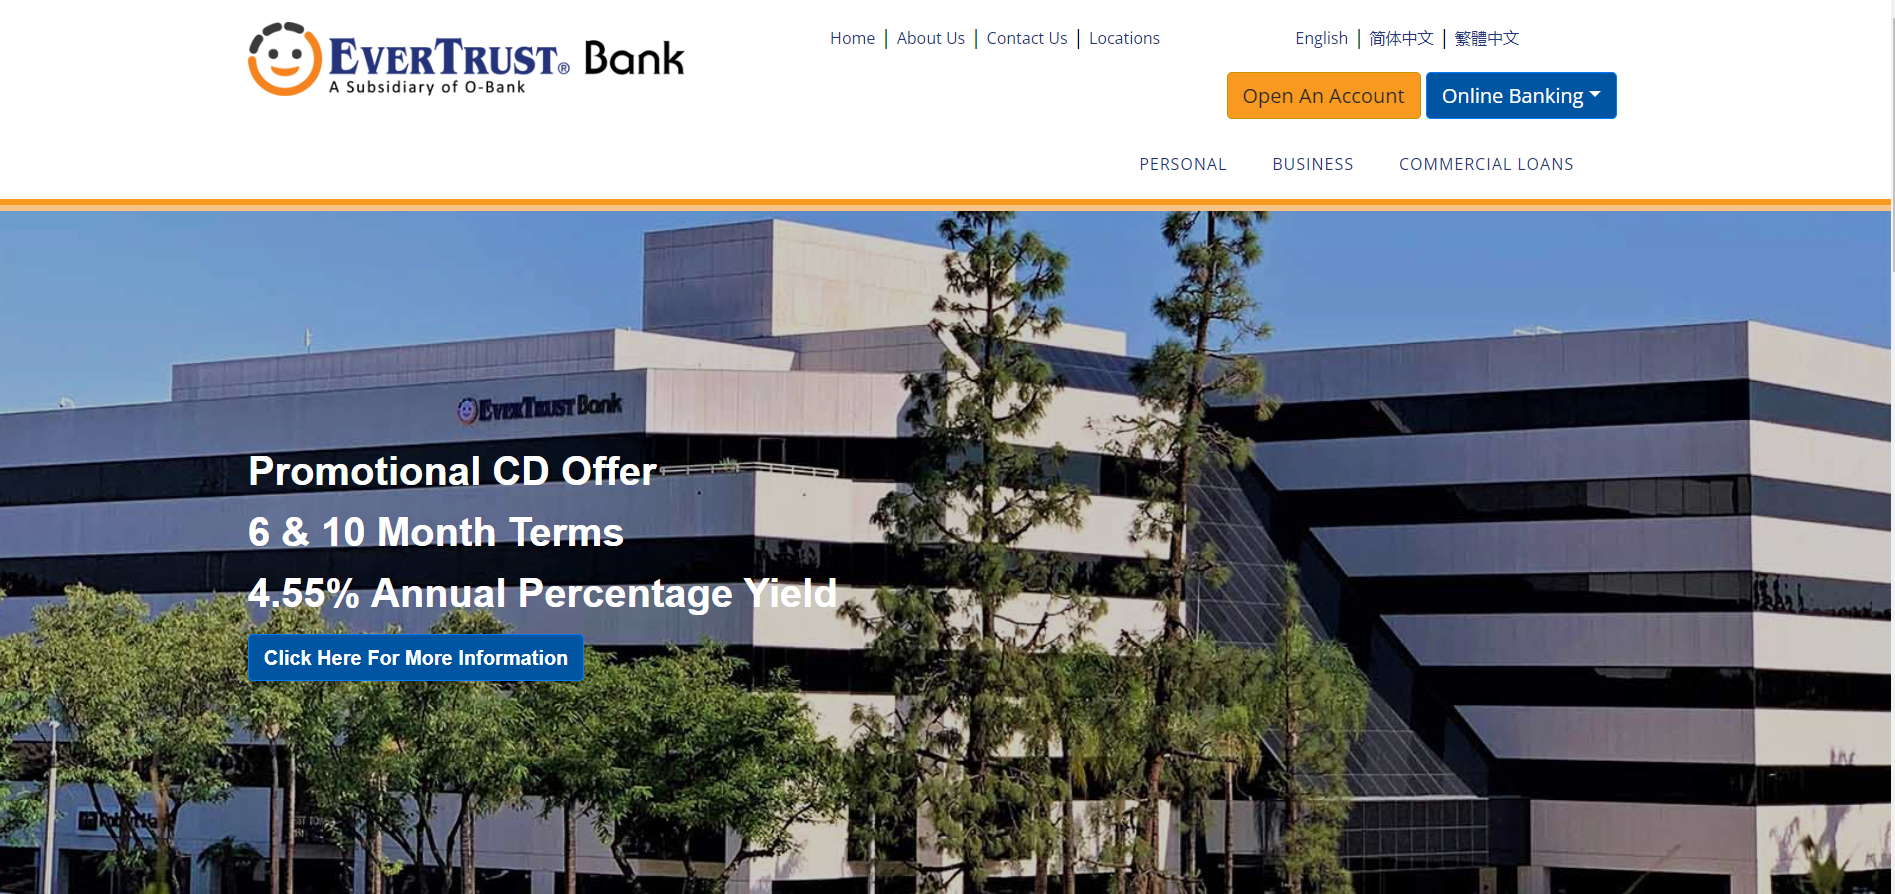 EVERTRUST® Bank
A Subsidiary of O-Bank
Home | About Us | Contact Us | Locations
English | 简体中文 | 繁體中文
Open An Account
Online Banking
PERSONAL
BUSINESS
COMMERCIAL LOANS
EVERTRUST Bank
Promotional CD Offer
6 & 10 Month Terms
4.55% Annual Percentage Yield
Click Here For More Information